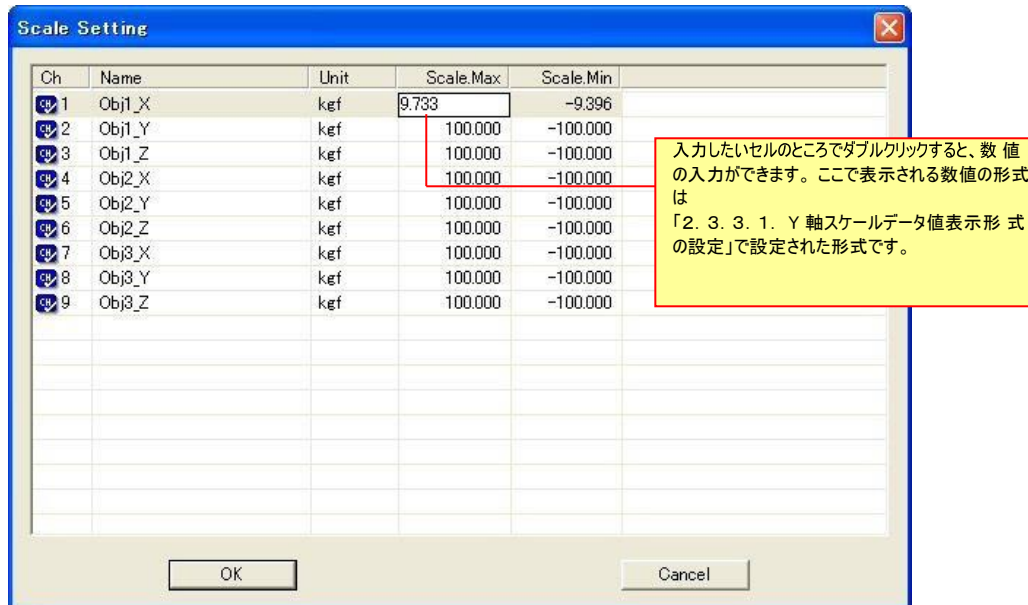 Scale Setting
Ch Name Unit Scale.Max Scale.Min
1 Obj1_X kgf 9.733 -9.396
2 Obj1_Y kgf 100.000 -100.000
3 Obj1_Z kgf 100.000 -100.000
4 Obj2_X kgf 100.000 -100.000
5 Obj2_Y kgf 100.000 -100.000
6 Obj2_Z kgf 100.000 -100.000
7 Obj3_X kgf 100.000 -100.000
8 Obj3_Y kgf 100.000 -100.000
9 Obj3_Z kgf 100.000 -100.000
入力したいセルのところでダブルクリックすると、数 値
の入力ができます。ここで表示される数値の形式
は
「2．3．3．1． Y 軸スケールデータ値表示形 式
の設定」で設定された形式です。
OK Cancel